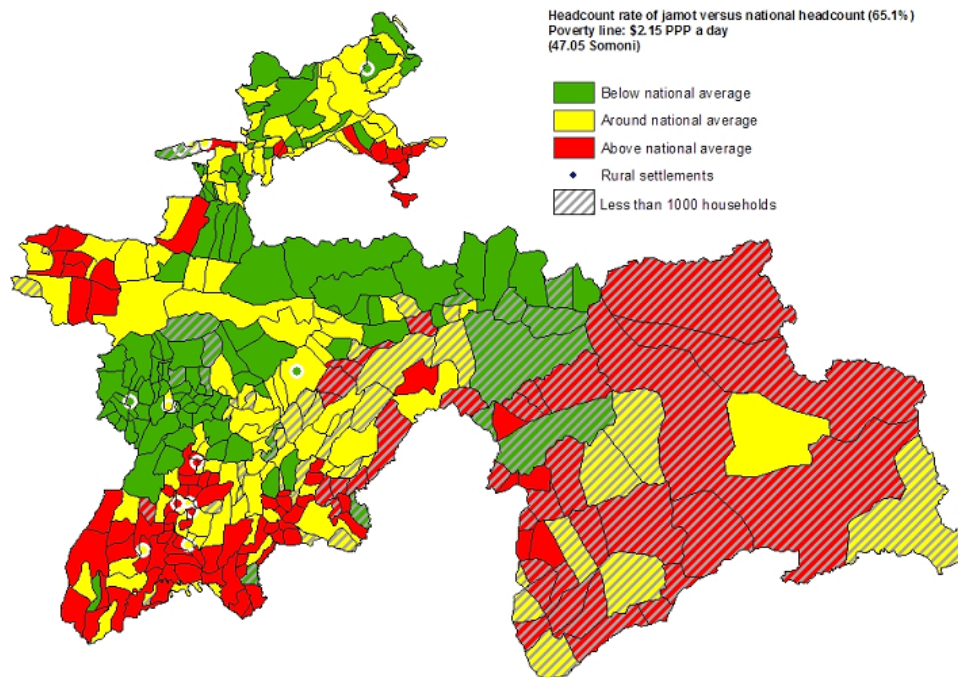 Headcount rate of jamot versus national headcount (65.1%)
Poverty line: $2.15 PPP a day
(47.05 Somoni)
Below national average
Around national average
Above national average
Rural settlements
Less than 1000 households